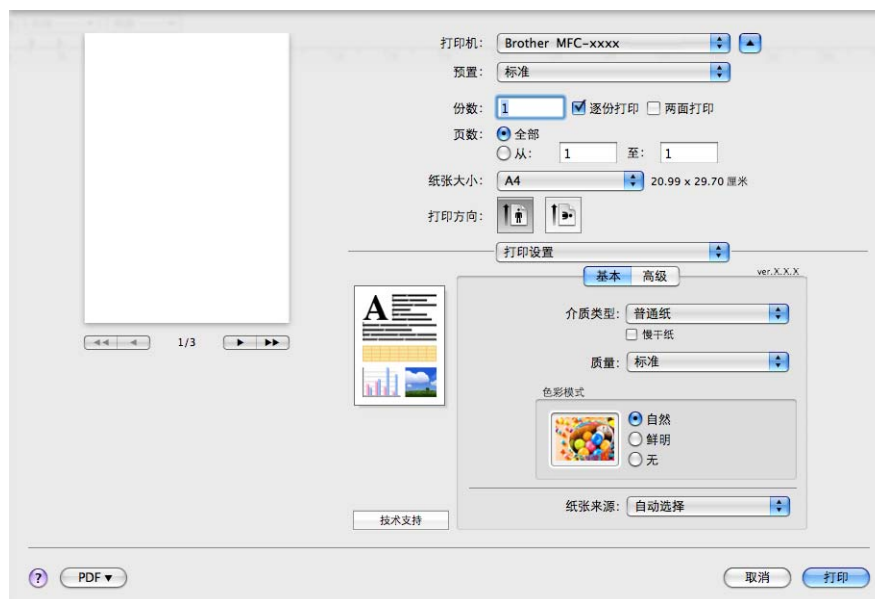 打印机: Brother MFC-xxxx
预置: 标准
份数: 1 逐份打印 两面打印
页数: 全部
从: 1 至: 1
纸张大小: A4 20.99 x 29.70 厘米
打印方向:
打印设置
基本 高级 ver.X.X.X
1/3
A
介质类型: 普通纸
慢干纸
质量: 标准
色彩模式
自然
鲜明
无
纸张来源: 自动选择
技术支持
? PDF▼ 取消 打印